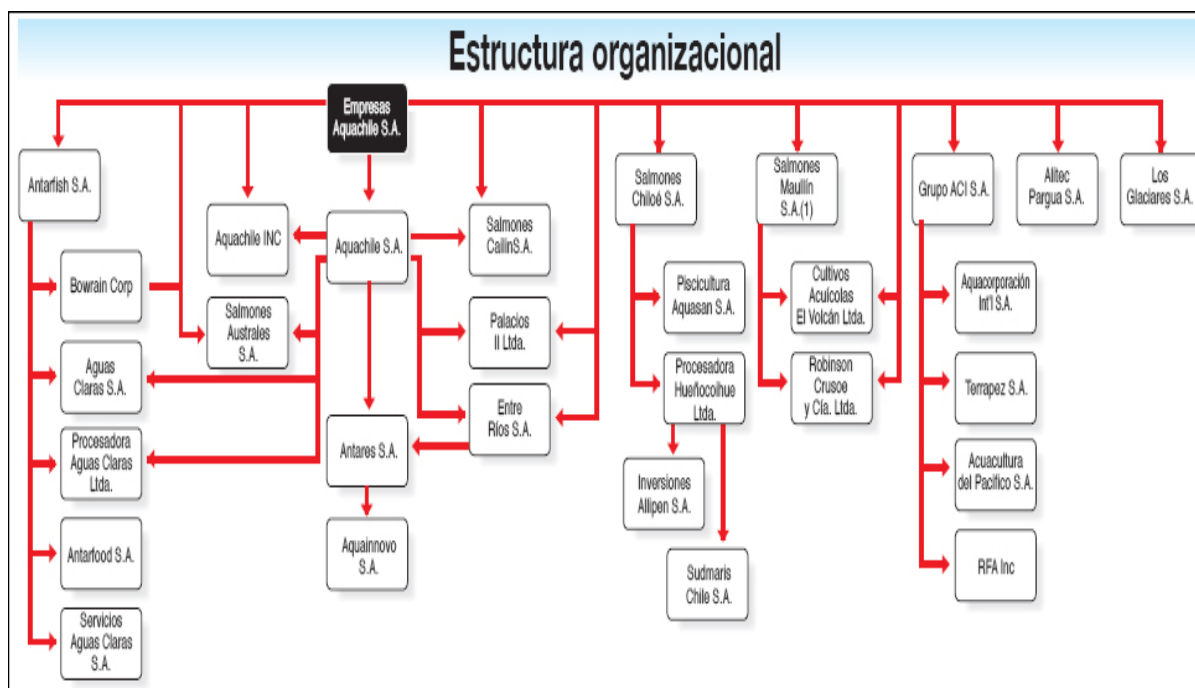 Estructura organizacional
Empresas
Aquachile S.A.
Antarfish S.A.
Bowrain Corp
Aguas
Claras S.A.
Procesadora
Aguas Claras
Ltda.
Antarfood S.A.
Servicios
Aguas Claras
S.A.
Aquachile INC
Salmones
Australes
S.A.
Aquachile S.A.
Antares S.A.
Aquainnovo
S.A.
Salmones
CailinS.A.
Palacios
II Ltda.
Entre
Ríos S.A.
Salmones
Chiloé S.A.
Piscicultura
Aquasan S.A.
Procesadora
Hueñocoihue
Ltda.
Inversiones
Allipen S.A.
Sudmaris
Chile S.A.
Salmones
Maullín
S.A.(1)
Cultivos
Acuícolas
El Volcán Ltda.
Robinson
Crusoe
y Cía. Ltda.
Grupo ACI S.A.
Aquacorporación
Int'l S.A.
Terrapez S.A.
Acuacultura
del Pacifico S.A.
RFA Inc
Alitec
Pargua S.A.
Los
Glaciares S.A.